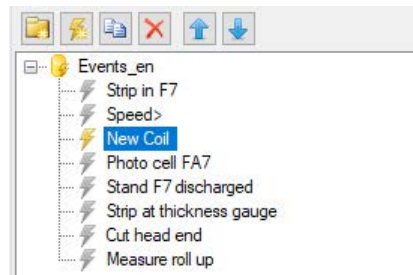 Events_en
Strip in F7
Speed>
New Coil
Photo cell FA7
Stand F7 discharged
Strip at thickness gauge
Cut head end
Measure roll up